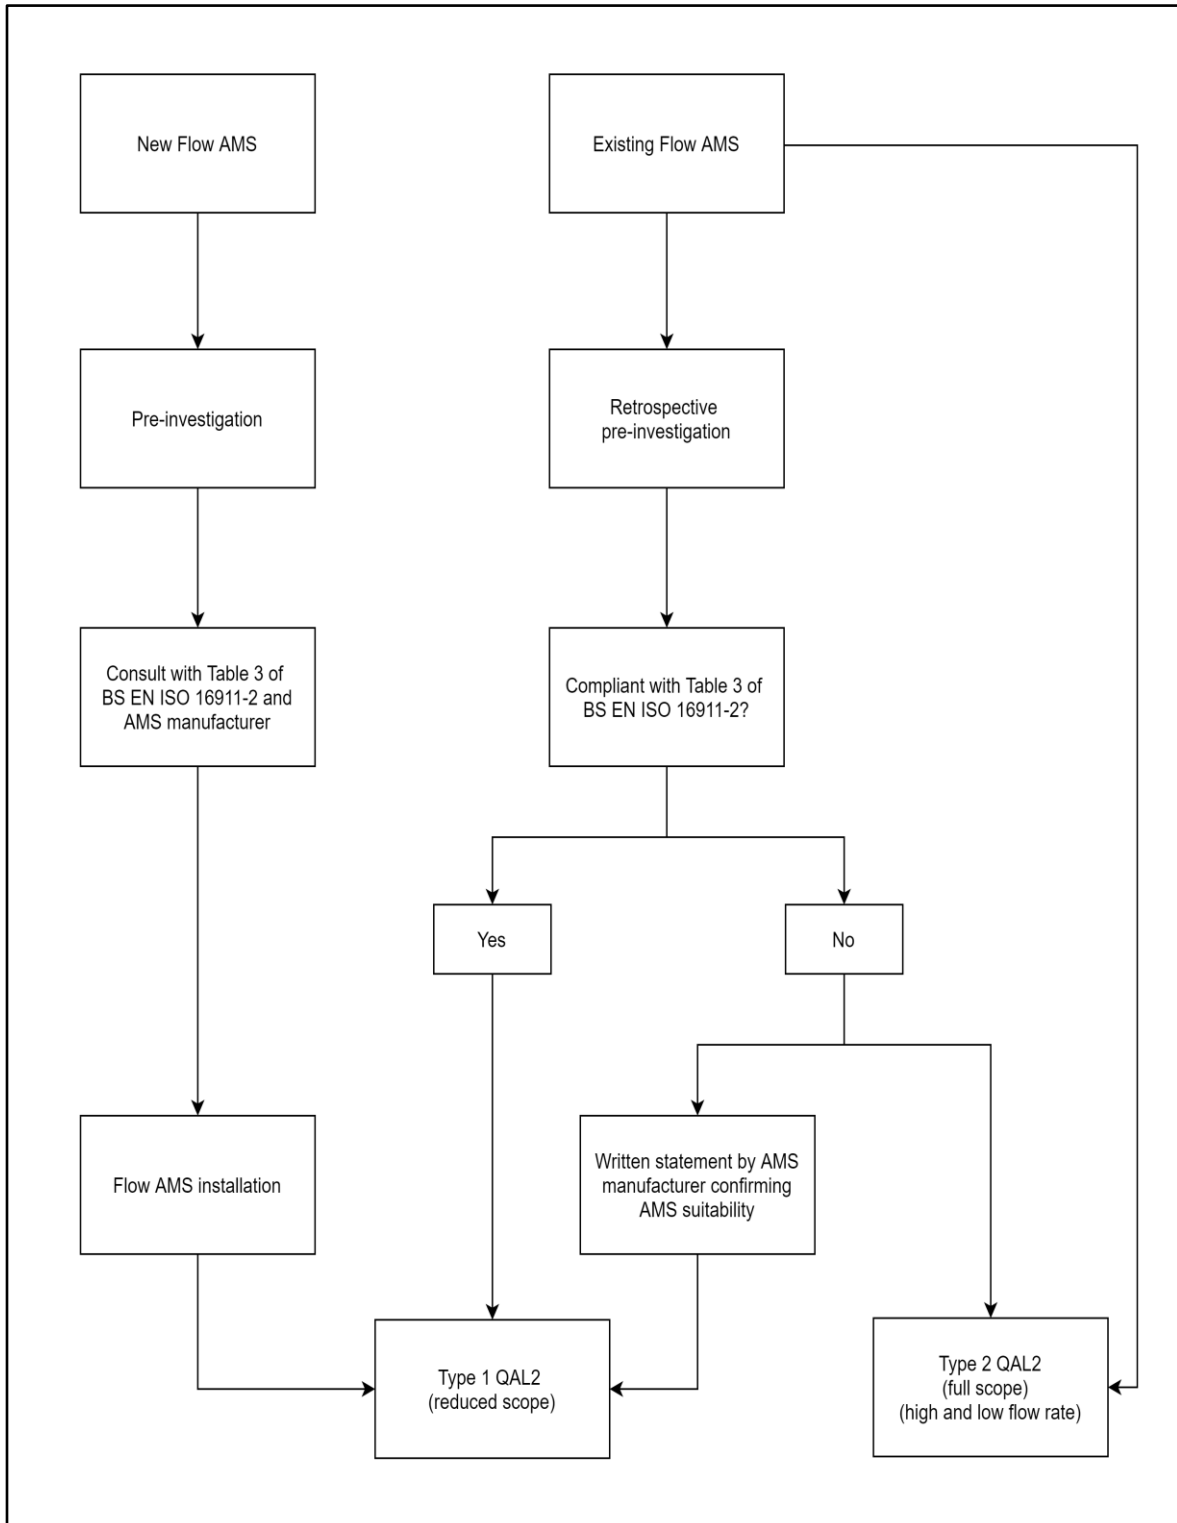 New Flow AMS
Existing Flow AMS
Pre-investigation
Retrospective
pre-investigation
Consult with Table 3 of
BS EN ISO 16911-2 and
AMS manufacturer
Compliant with Table 3 of
BS EN ISO 16911-2?
Yes
No
Flow AMS installation
Written statement by AMS
manufacturer confirming
AMS suitability
Type 1 QAL2
(reduced scope)
Type 2 QAL2
(full scope)
(high and low flow rate)